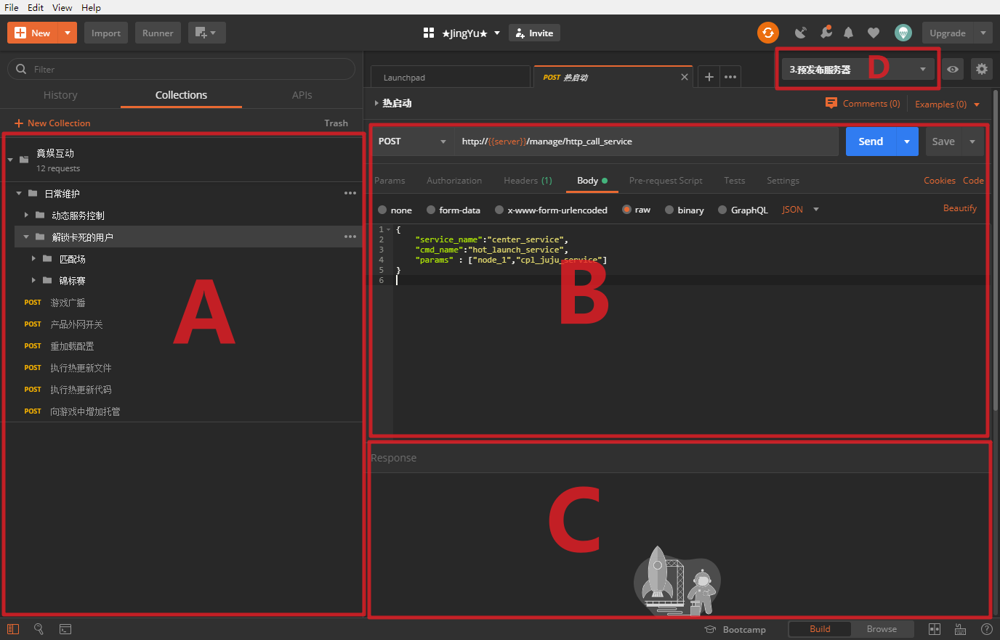 File Edit View Help
New Import Runner ★JingYu★ Invite Upgrade
Filter
History Collections APIs
New Collection Trash
竟娱互动
12 requests
日常维护
动态服务控制
解锁卡死的用户
匹配场
锦标赛
POST 游戏广播
POST 产品外网开关
POST 重加载配置
POST 执行热更新文件
POST 执行热更新代码
POST 向游戏中增加托管
A
Launchpad
POST 热启动
3.预发布服务器
D
热启动
Comments (0) Examples (0)
POST http://{{server}}/manage/http_call_service Send Save
Params Authorization Headers (1) Body Pre-request Script Tests Settings Cookies Code
none form-data x-www-form-urlencoded raw binary GraphQL JSON Beautify
1 {
2 "service_name":"center_service",
3 "cmd_name":"hot_launch_service",
4 "params" : ["node_1","cpl_juju_service"]
5 }
6
B
Response
C
Bootcamp Build Browse